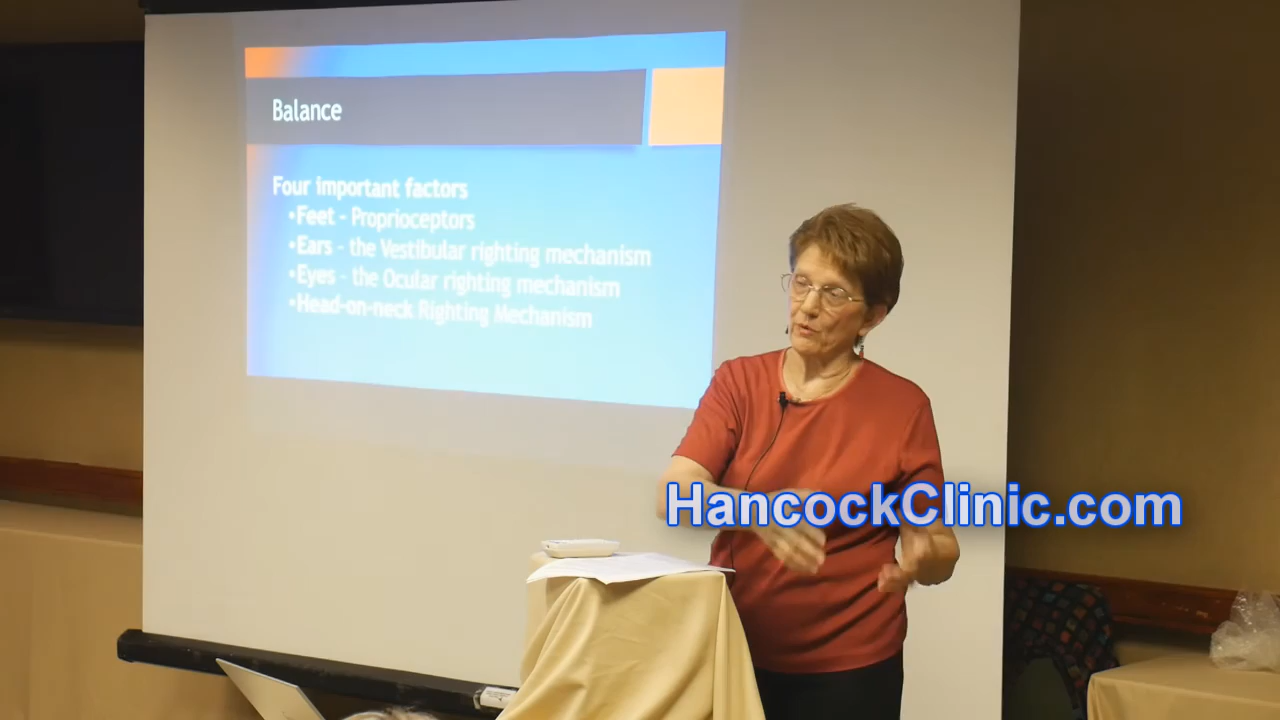 Balance
Four important factors
•Feet - Proprioceptors
•Ears - the Vestibular righting mechanism
•Eyes - the Ocular righting mechanism
•Head-on-neck Righting Mechanism
HancockClinic.com